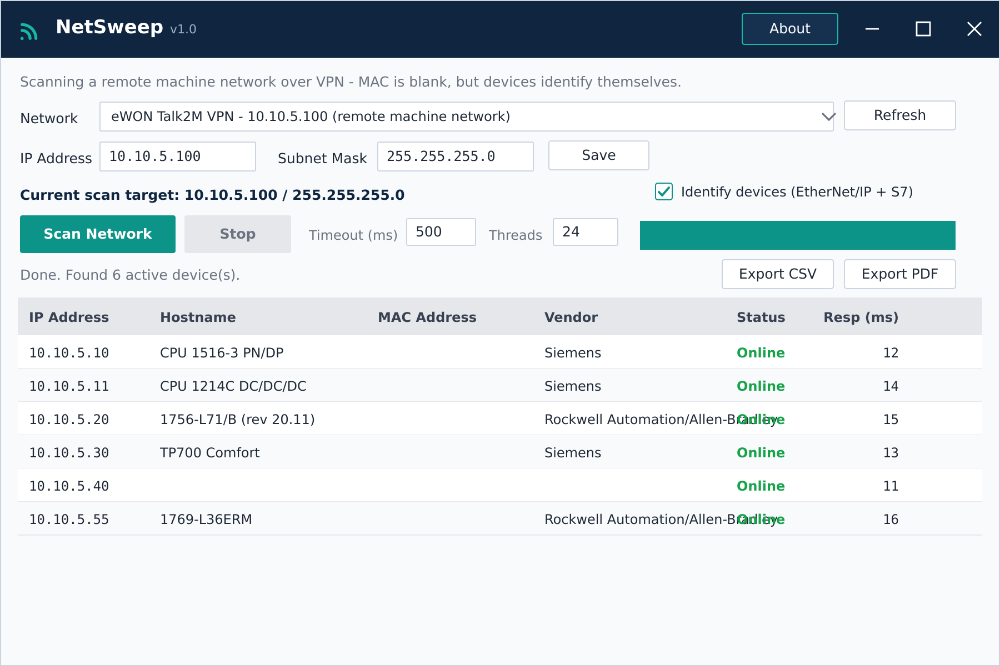 NetSweep v1.0 About
Scanning a remote machine network over VPN - MAC is blank, but devices identify themselves.
Network eWON Talk2M VPN - 10.10.5.100 (remote machine network) Refresh
IP Address 10.10.5.100 Subnet Mask 255.255.255.0 Save
Current scan target: 10.10.5.100 / 255.255.255.0 Identify devices (EtherNet/IP + S7)
Scan Network Stop Timeout (ms) 500 Threads 24
Done. Found 6 active device(s). Export CSV Export PDF
IP Address Hostname MAC Address Vendor Status Resp (ms)
10.10.5.10 CPU 1516-3 PN/DP Siemens Online 12
10.10.5.11 CPU 1214C DC/DC/DC Siemens Online 14
10.10.5.20 1756-L71/B (rev 20.11) Rockwell Automation/Allen-Bradley Online 15
10.10.5.30 TP700 Comfort Siemens Online 13
10.10.5.40 Online 11
10.10.5.55 1769-L36ERM Rockwell Automation/Allen-Bradley Online 16